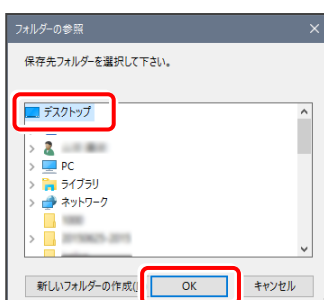 フォルダーの参照
保存先フォルダーを選択して下さい。
デスクトップ
PC
ライブラリ
ネットワーク
新しいフォルダーの作成(
OK
キャンセル